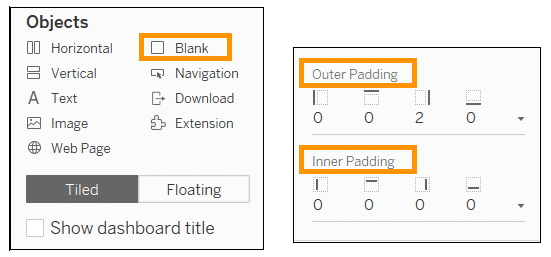 Objects
Horizontal Blank
Vertical Navigation
A Text Download
Image Extension
Web Page
Tiled Floating
Show dashboard title
Outer Padding
0 0 2 0
Inner Padding
0 0 0 0